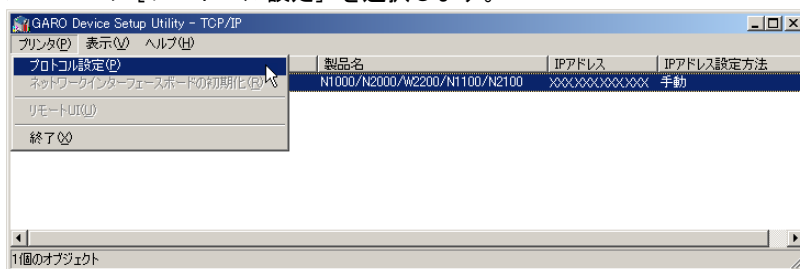 GARO Device Setup Utility - TCP/IP
プリンタ(P) 表示(V) ヘルプ(H)
プロトコル設定(P)
ネットワークインターフェースボードの初期化(R)
リモートUI(U)
終了(X)
製品名 IPアドレス IPアドレス設定方法
N1000/N2000/W2200/N1100/N2100 XXX.XXX.XXX.XXX 手動
1個のオブジェクト